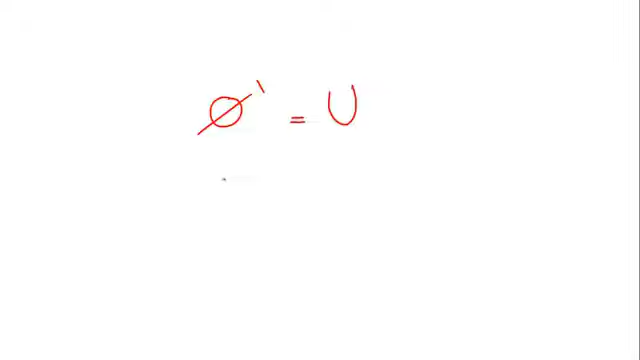 ∅' = U